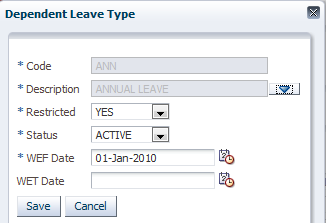 Dependent Leave Type
* Code ANN
* Description ANNUAL LEAVE
* Restricted YES
* Status ACTIVE
* WEF Date 01-Jan-2010
WET Date
Save Cancel